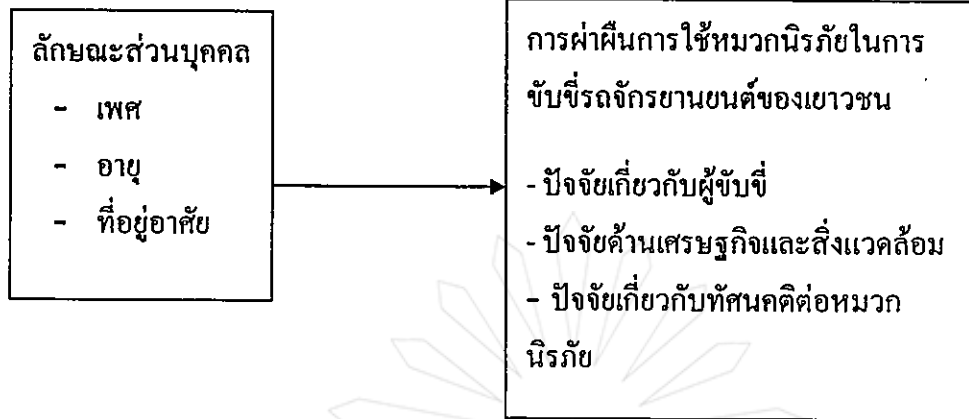 ลักษณะส่วนบุคคล
- เพศ
- อายุ
- ที่อยู่อาศัย
การผ่าผืนการใช้หมวกนิรภัยในการ
ขับขี่รถจักรยานยนต์ของเยาวชน
- ปัจจัยเกี่ยวกับผู้ขับขี่
- ปัจจัยด้านเศรษฐกิจและสิ่งแวดล้อม
- ปัจจัยเกี่ยวกับทัศนคติต่อหมวก
นิรภัย